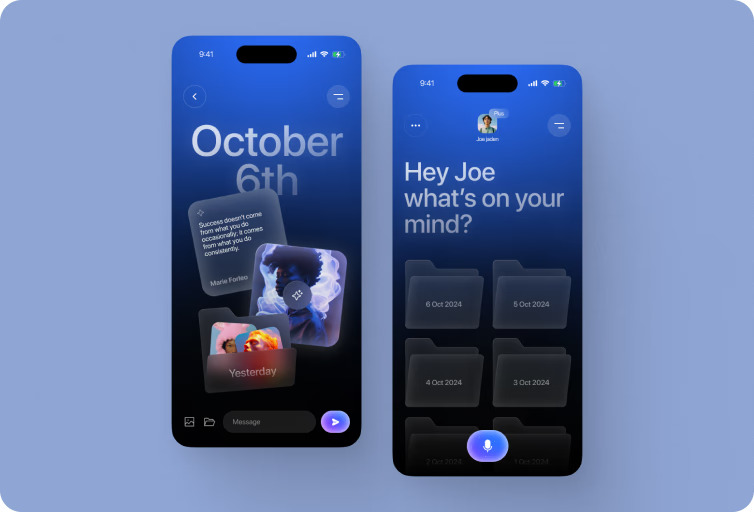 9:41
October
6th
Success doesn't come
from what you do
occasionally; it comes
from what you do
consistently.
Marie Forleo
Yesterday
Message
9:41
Plus
Joe jaden
Hey Joe
what's on your
mind?
6 Oct 2024
5 Oct 2024
4 Oct 2024
3 Oct 2024
2 Oct 2024
1 Oct 2024